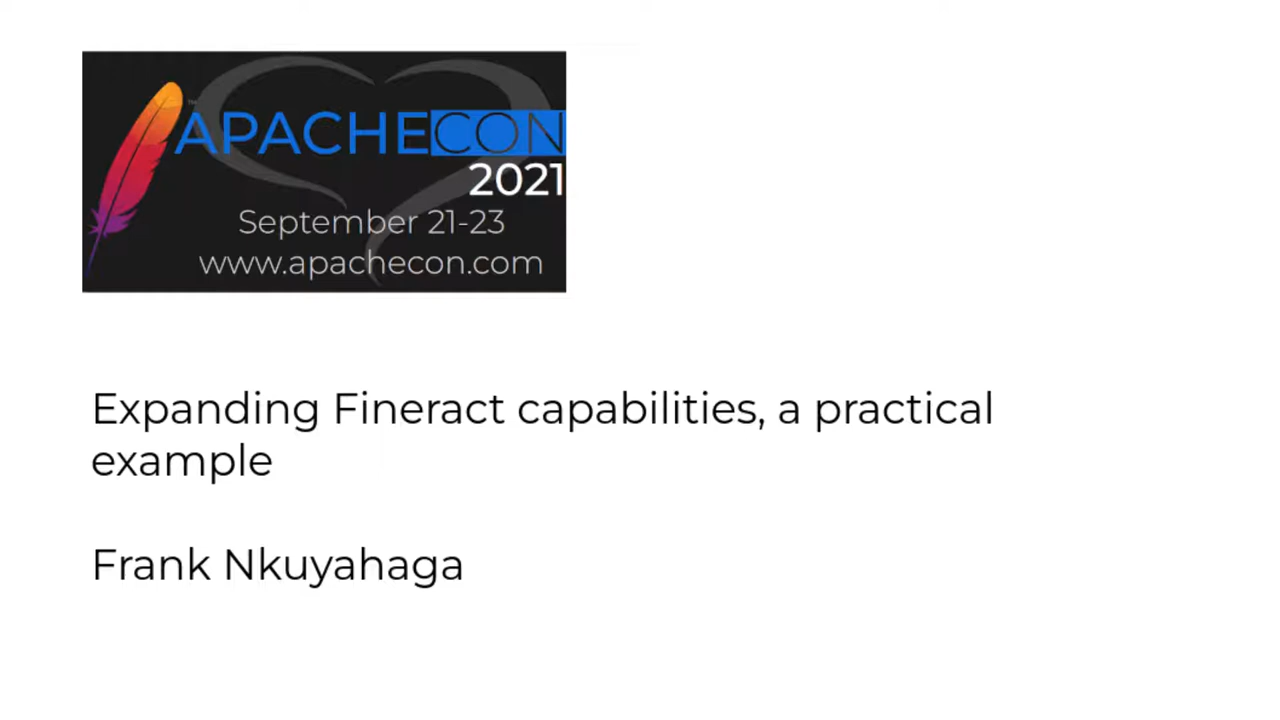 APACHECON
2021
September 21-23
www.apachecon.com
Expanding Fineract capabilities, a practical
example
Frank Nkuyahaga